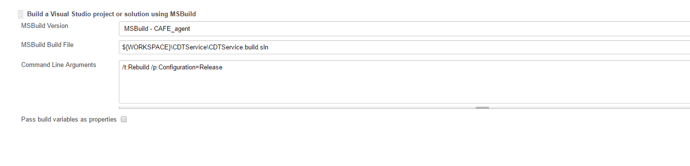 Build a Visual Studio project or solution using MSBuild
MSBuild Version
MSBuild - CAFE_agent
MSBuild Build File
${WORKSPACE}\CDTService\CDTService.build.sln
Command Line Arguments
/t:Rebuild /p:Configuration=Release
Pass build variables as properties